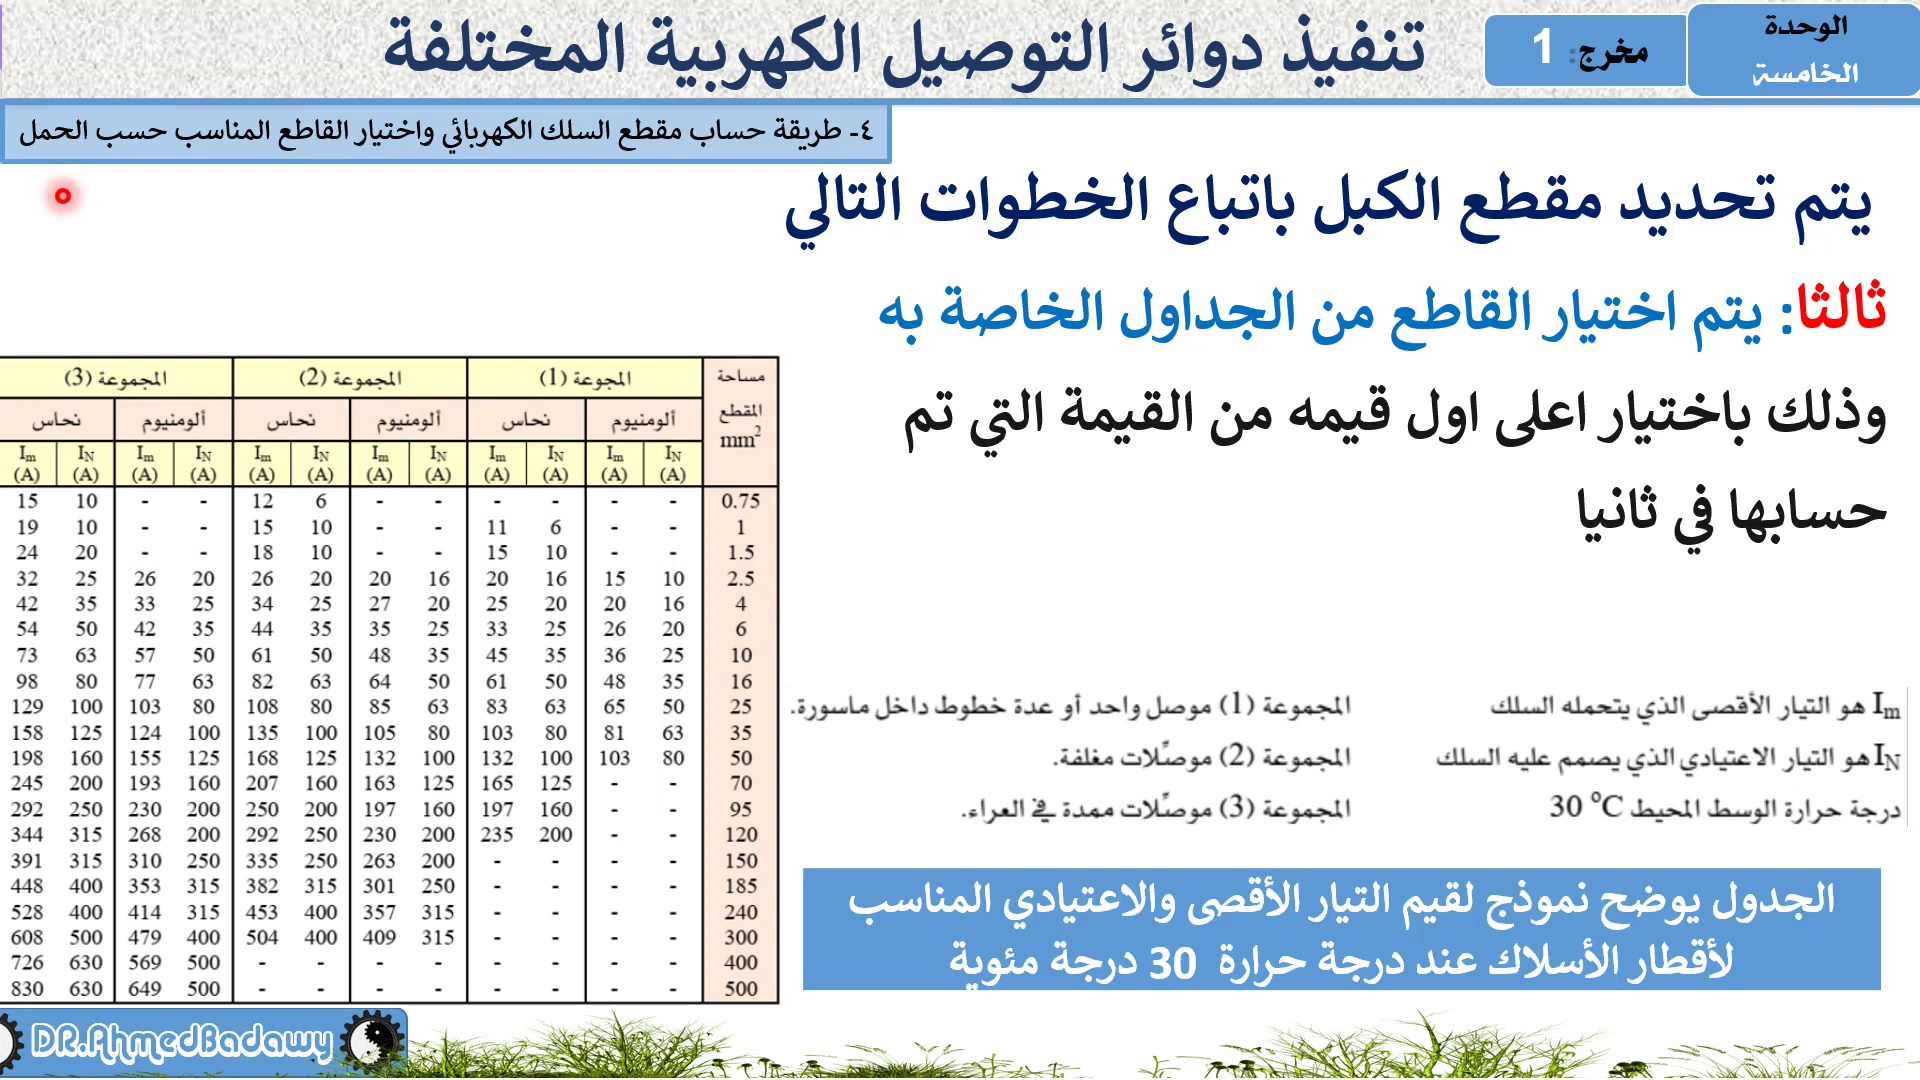 الوحدة
الخامسة
مخرج: 1
تنفيذ دوائر التوصيل الكهربية المختلفة
٤- طريقة حساب مقطع السلك الكهربائي واختيار القاطع المناسب حسب الحمل
يتم تحديد مقطع الكبل باتباع الخطوات التالي
ثالثا: يتم اختيار القاطع من الجداول الخاصة به
وذلك باختيار اعلى اول قيمه من القيمة التي تم
حسابها في ثانيا
المجموعة (3) المجموعة (2) المجوعة (1) مساحة
المقطع
mm²
نحاس ألومنيوم نحاس ألومنيوم نحاس ألومنيوم
Im IN Im IN Im IN Im IN Im IN Im IN
(A) (A) (A) (A) (A) (A) (A) (A) (A) (A) (A) (A)
15 10 - - 12 6 - - - - - - 0.75
19 10 - - 15 10 - - 11 6 - - 1
24 20 - - 18 10 - - 15 10 - - 1.5
32 25 26 20 26 20 20 16 20 16 15 10 2.5
42 35 33 25 34 25 27 20 25 20 20 16 4
54 50 42 35 44 35 35 25 33 25 26 20 6
73 63 57 50 61 50 48 35 45 35 36 25 10
98 80 77 63 82 63 64 50 61 50 48 35 16
129 100 103 80 108 80 85 63 83 63 65 50 25
158 125 124 100 135 100 105 80 103 80 81 63 35
198 160 155 125 168 125 132 100 132 100 103 80 50
245 200 193 160 207 160 163 125 165 125 - - 70
292 250 230 200 250 200 197 160 197 160 - - 95
344 315 268 200 292 250 230 200 235 200 - - 120
391 315 310 250 335 250 263 200 - - - - 150
448 400 353 315 382 315 301 250 - - - - 185
528 400 414 315 453 400 357 315 - - - - 240
608 500 479 400 504 400 409 315 - - - - 300
726 630 569 500 - - - - - - - - 400
830 630 649 500 - - - - - - - - 500
Im هو التيار الأقصى الذي يتحمله السلك
IN هو التيار الاعتيادي الذي يصمم عليه السلك
درجة حرارة الوسط المحيط 30 °C
المجموعة (1) موصل واحد أو عدة خطوط داخل ماسورة.
المجموعة (2) موصّلات مغلفة.
المجموعة (3) موصّلات ممدة في العراء.
الجدول يوضح نموذج لقيم التيار الأقصى والاعتيادي المناسب
لأقطار الأسلاك عند درجة حرارة 30 درجة مئوية
DR.AhmedBadawy